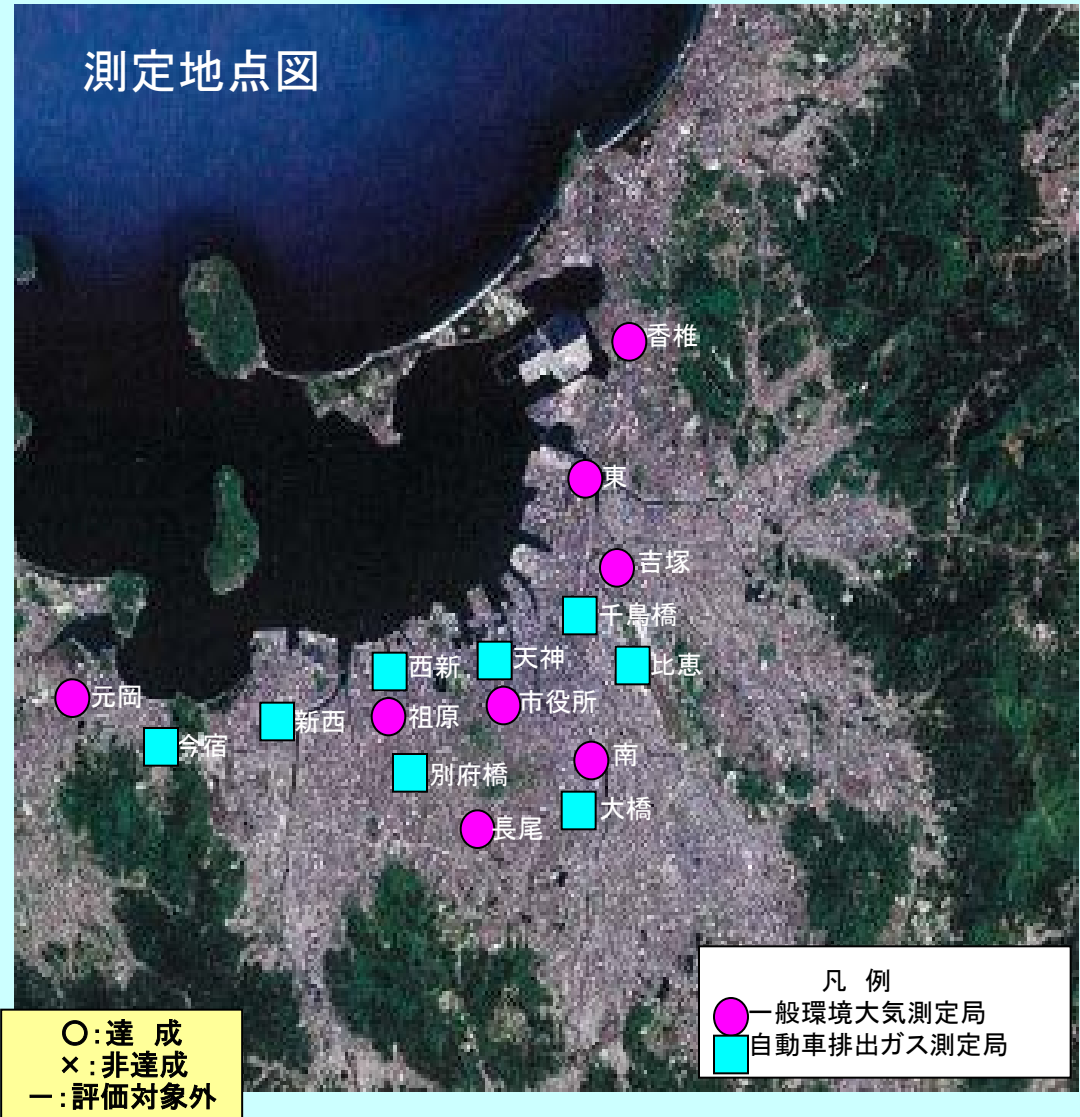 測定地点図
香椎
東
吉塚
千鳥橋
天神
比恵
西新
市役所
元岡
祖原
新西
今宿
別府橋
南
大橋
長尾
凡 例
一般環境大気測定局
自動車排出ガス測定局
○:達 成
×:非達成
－:評価対象外